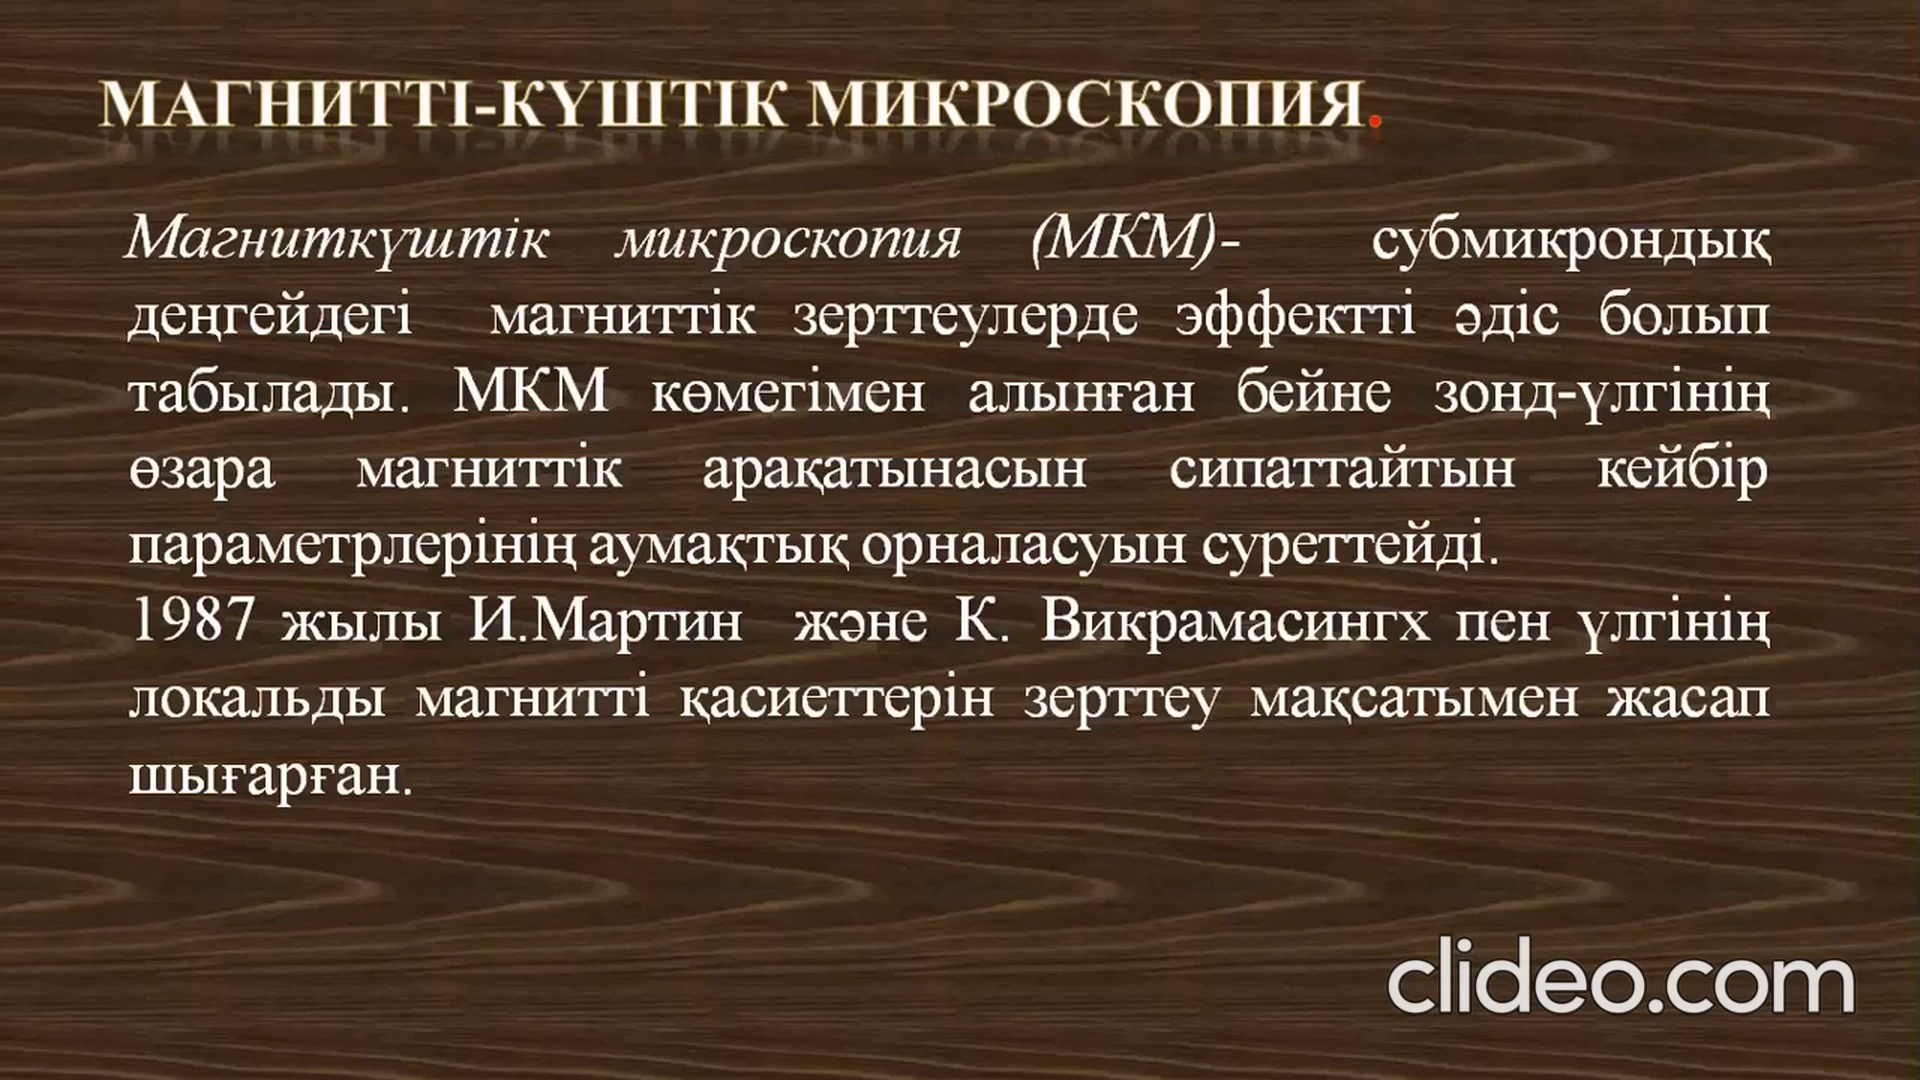 МАГНИТТІ-КҮШТІК МИКРОСКОПИЯ.
Магниткүштік микроскопия (МКМ)- субмикрондық
деңгейдегі магниттік зерттеулерде эффектті әдіс болып
табылады. МКМ көмегімен алынған бейне зонд-үлгінің
өзара магниттік арақатынасын сипаттайтын кейбір
параметрлерінің аумақтық орналасуын суреттейді.
1987 жылы И.Мартин және К. Викрамасингх пен үлгінің
локальды магнитті қасиеттерін зерттеу мақсатымен жасап
шығарған.
clideo.com